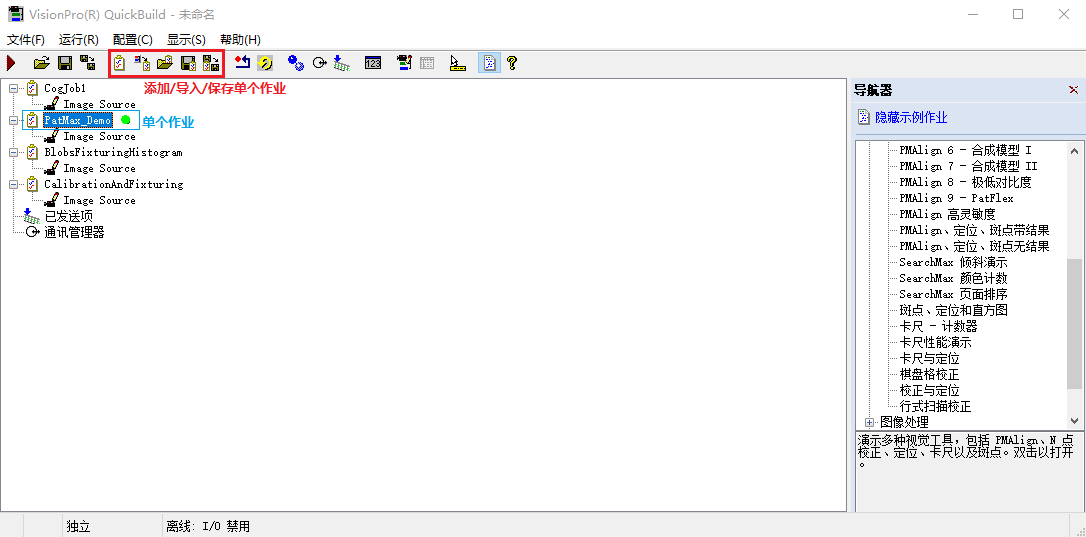 VisionPro(R) QuickBuild - 未命名
文件(F) 运行(R) 配置(C) 显示(S) 帮助(H)
123
CogJob1
添加/导入/保存单个作业
Image Source
PatMax_Demo
单个作业
Image Source
BlobsFixturingHistogram
Image Source
CalibrationAndFixturing
Image Source
已发送项
通讯管理器
导航器
隐藏示例作业
PMAlign 6 - 合成模型 I
PMAlign 7 - 合成模型 II
PMAlign 8 - 极低对比度
PMAlign 9 - PatFlex
PMAlign 高灵敏度
PMAlign、定位、斑点带结果
PMAlign、定位、斑点无结果
SearchMax 倾斜演示
SearchMax 颜色计数
SearchMax 页面排序
斑点、定位和直方图
卡尺 - 计数器
卡尺性能演示
卡尺与定位
棋盘格校正
校正与定位
行式扫描校正
图像处理
演示多种视觉工具，包括 PMAlign、N 点
校正、定位、卡尺以及斑点。双击以打开
。
独立
离线: I/O 禁用